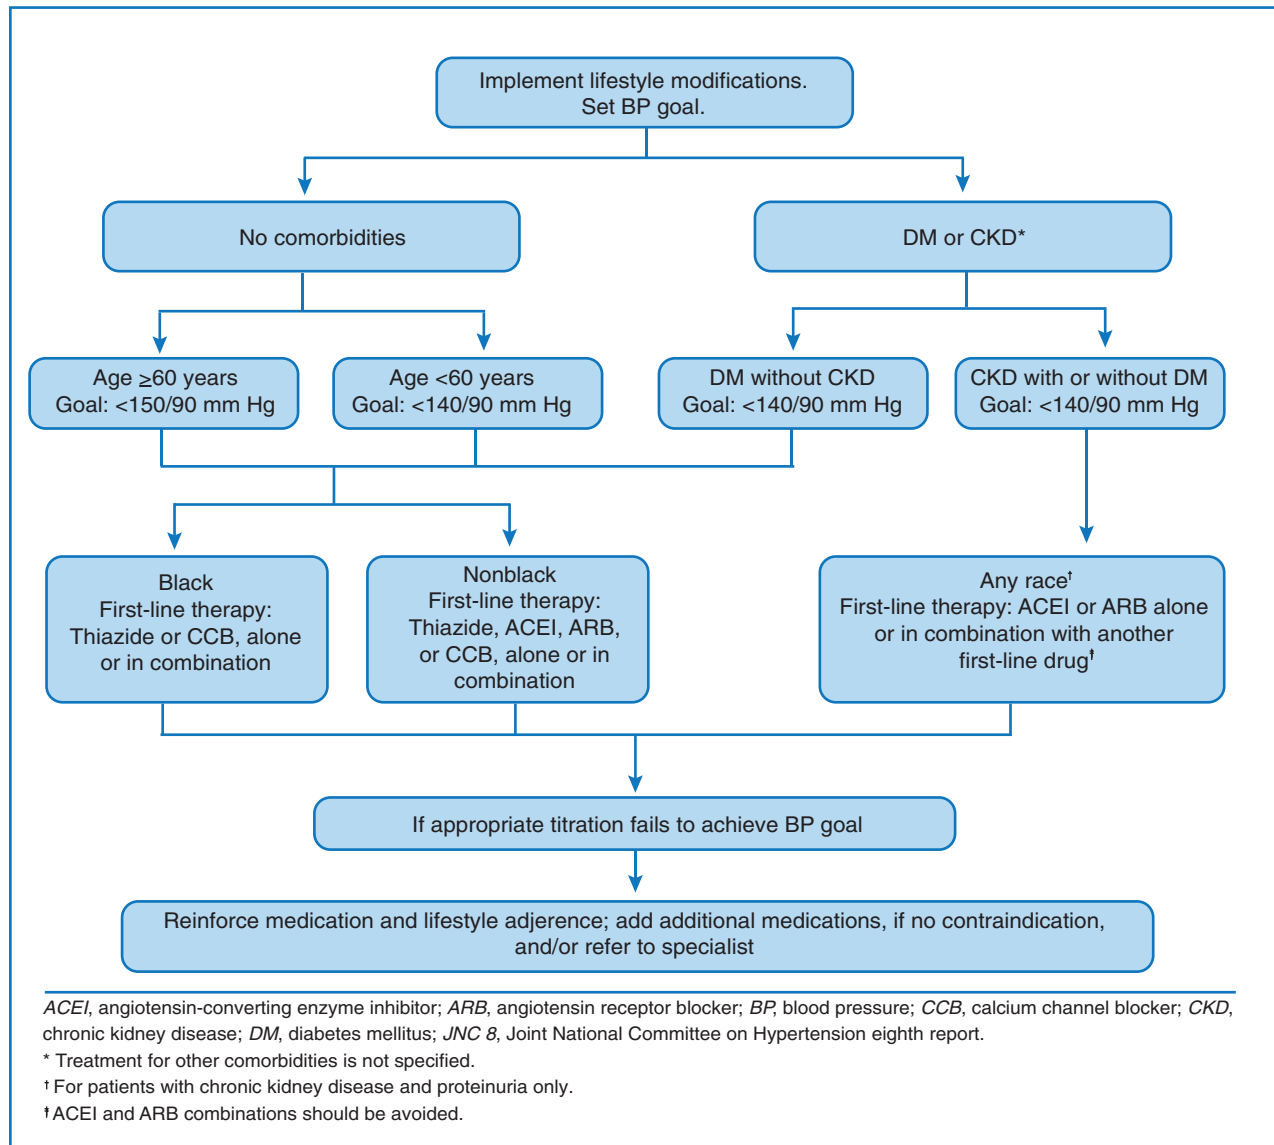 Implement lifestyle modifications.
Set BP goal.
No comorbidities
DM or CKD*
Age ≥60 years
Goal: <150/90 mm Hg
Age <60 years
Goal: <140/90 mm Hg
DM without CKD
Goal: <140/90 mm Hg
CKD with or without DM
Goal: <140/90 mm Hg
Black
First-line therapy:
Thiazide or CCB, alone
or in combination
Nonblack
First-line therapy:
Thiazide, ACEI, ARB,
or CCB, alone or in
combination
Any race†
First-line therapy: ACEI or ARB alone
or in combination with another
first-line drug‡
If appropriate titration fails to achieve BP goal
Reinforce medication and lifestyle adjerence; add additional medications, if no contraindication,
and/or refer to specialist
ACEI, angiotensin-converting enzyme inhibitor; ARB, angiotensin receptor blocker; BP, blood pressure; CCB, calcium channel blocker; CKD,
chronic kidney disease; DM, diabetes mellitus; JNC 8, Joint National Committee on Hypertension eighth report.
* Treatment for other comorbidities is not specified.
† For patients with chronic kidney disease and proteinuria only.
‡ ACEI and ARB combinations should be avoided.